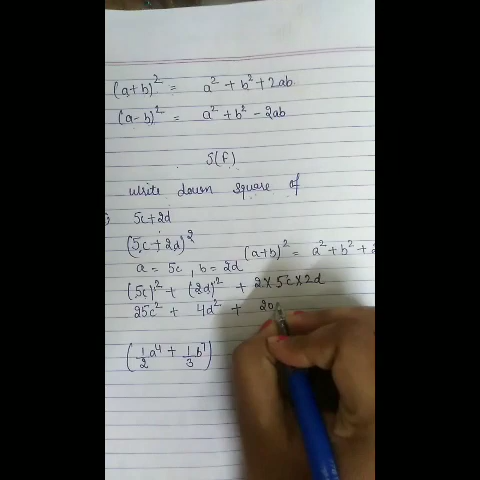 (a+b)² = a² + b² + 2ab
(a-b)² = a² + b² - 2ab
5(f)
write down square of
5c+2d
(5c+2d)²
a = 5c, b = 2d (a+b)² = a² + b² + 2
(5c)² + (2d)² + 2×5c×2d
25c² + 4d² + 20
(1/2 a⁴ + 1/3 b⁷)